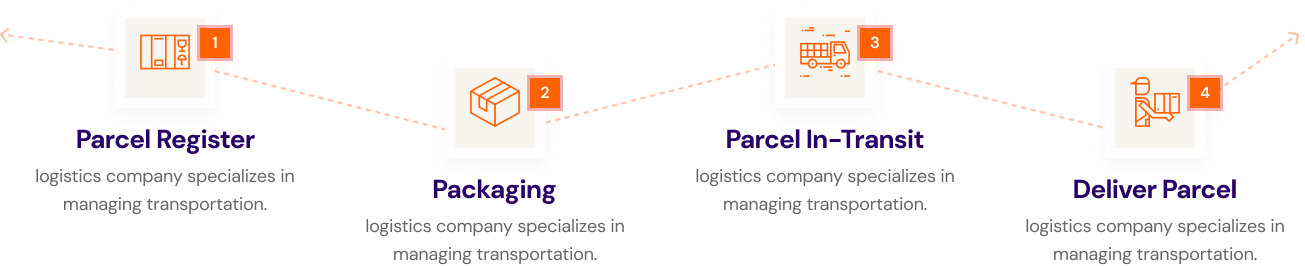 1
Parcel Register
logistics company specializes in
managing transportation.
2
Packaging
logistics company specializes in
managing transportation.
3
Parcel In-Transit
logistics company specializes in
managing transportation.
4
Deliver Parcel
logistics company specializes in
managing transportation.